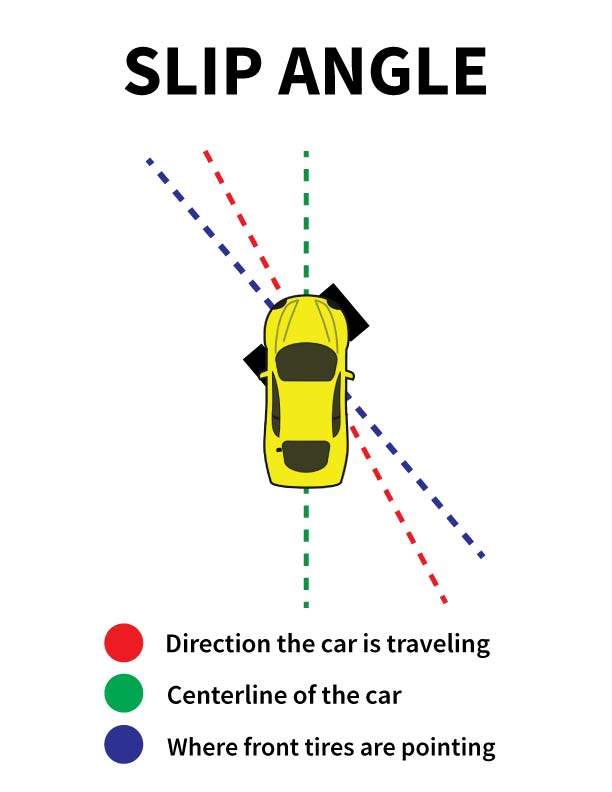 SLIP ANGLE
Direction the car is traveling
Centerline of the car
Where front tires are pointing